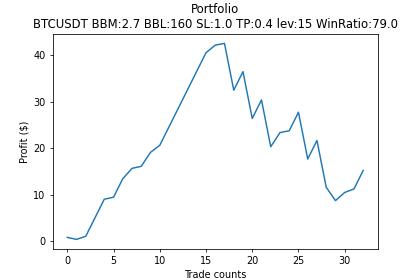 Portfolio
BTCUSDT BBM:2.7 BBL:160 SL:1.0 TP:0.4 lev:15 WinRatio:79.0
40
30
20
10
0
Profit ($)
0 5 10 15 20 25 30
Trade counts